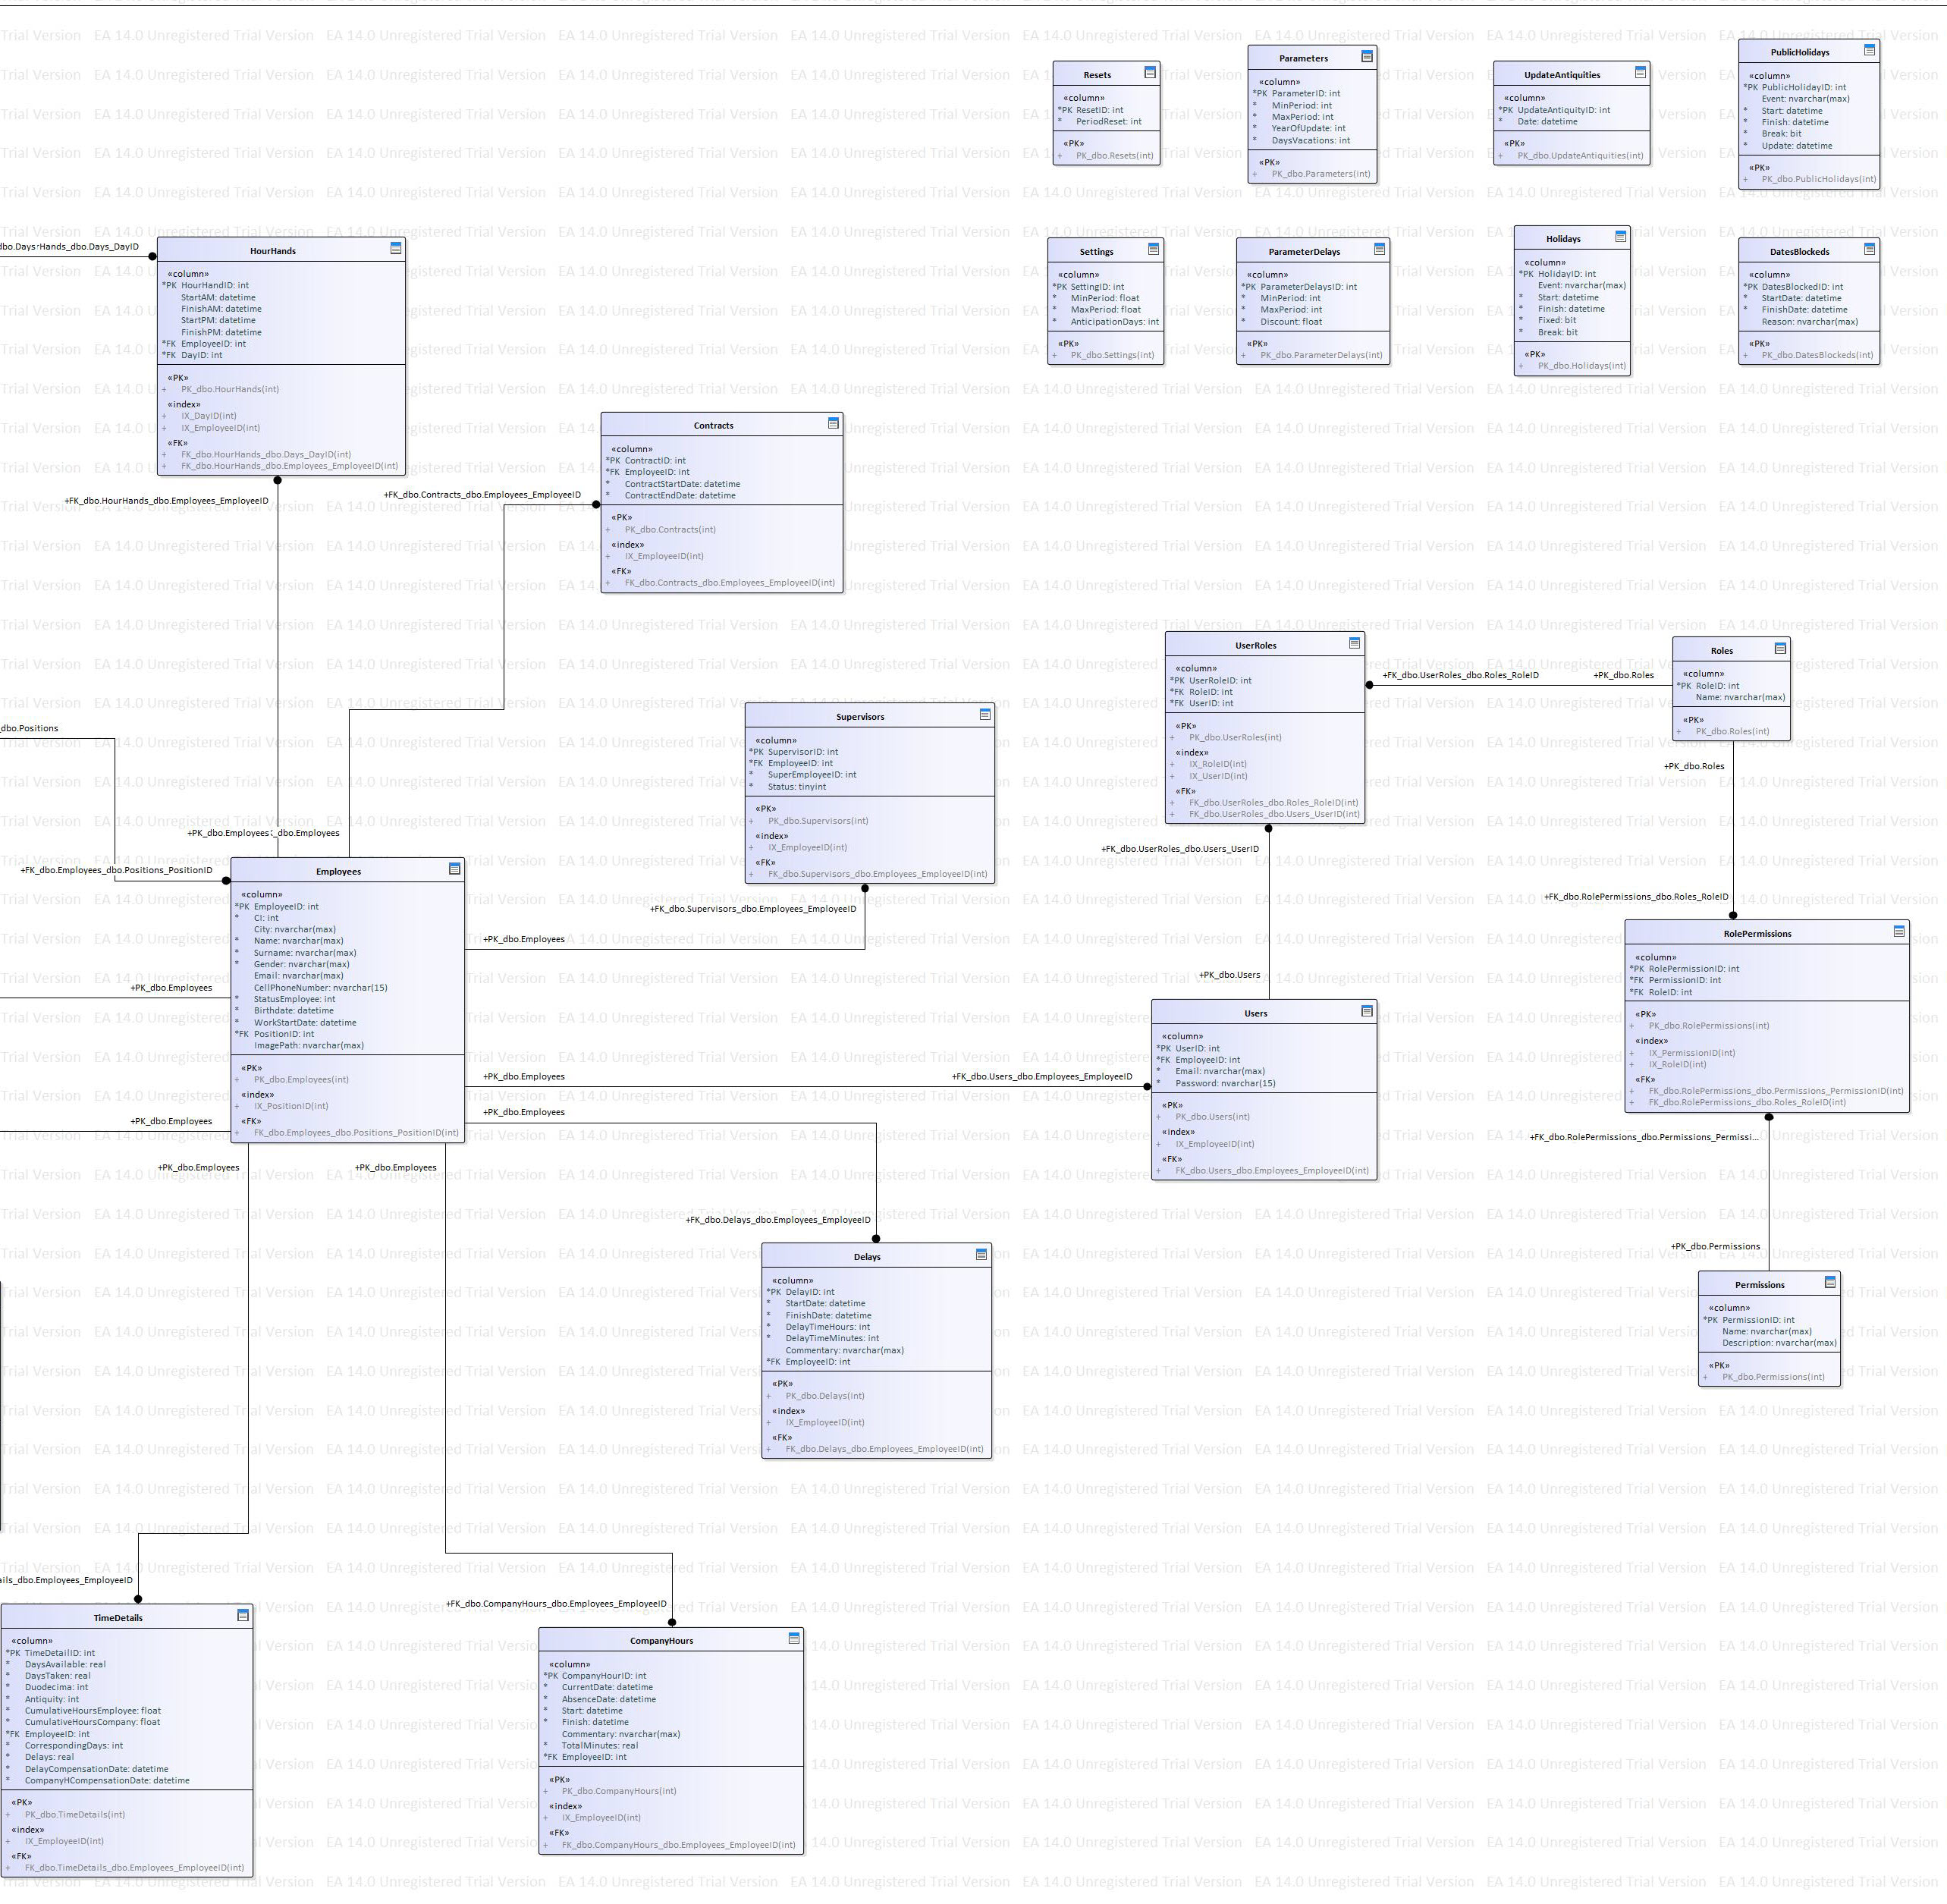 EA 14.0 Unregistered Trial Version
Resets
«column»
*PK ResetID: int
* PeriodReset: int
«PK»
+ PK_dbo.Resets(int)
Parameters
«column»
*PK ParameterID: int
* MinPeriod: int
* MaxPeriod: int
* YearOfUpdate: int
* DaysVacations: int
«PK»
+ PK_dbo.Parameters(int)
UpdateAntiquities
«column»
*PK UpdateAntiquityID: int
* Date: datetime
«PK»
+ PK_dbo.UpdateAntiquities(int)
PublicHolidays
«column»
*PK PublicHolidayID: int
Event: nvarchar(max)
* Start: datetime
* Finish: datetime
* Break: bit
* Update: datetime
«PK»
+ PK_dbo.PublicHolidays(int)
HourHands
«column»
*PK HourHandID: int
StartAM: datetime
FinishAM: datetime
StartPM: datetime
FinishPM: datetime
*FK EmployeeID: int
*FK DayID: int
«PK»
+ PK_dbo.HourHands(int)
«index»
+ IX_DayID(int)
+ IX_EmployeeID(int)
«FK»
+ FK_dbo.HourHands_dbo.Days_DayID(int)
+ FK_dbo.HourHands_dbo.Employees_EmployeeID(int)
Settings
«column»
*PK SettingID: int
* MinPeriod: float
* MaxPeriod: float
* AnticipationDays: int
«PK»
+ PK_dbo.Settings(int)
ParameterDelays
«column»
*PK ParameterDelaysID: int
* MinPeriod: int
* MaxPeriod: int
* Discount: float
«PK»
+ PK_dbo.ParameterDelays(int)
Holidays
«column»
*PK HolidayID: int
Event: nvarchar(max)
* Start: datetime
* Finish: datetime
* Fixed: bit
* Break: bit
«PK»
+ PK_dbo.Holidays(int)
DatesBlockeds
«column»
*PK DatesBlockedID: int
* StartDate: datetime
* FinishDate: datetime
Reason: nvarchar(max)
«PK»
+ PK_dbo.DatesBlockeds(int)
+FK_dbo.HourHands_dbo.Employees_EmployeeID
+FK_dbo.Contracts_dbo.Employees_EmployeeID
Contracts
«column»
*PK ContractID: int
*FK EmployeeID: int
* ContractStartDate: datetime
* ContractEndDate: datetime
«PK»
+ PK_dbo.Contracts(int)
«index»
+ IX_EmployeeID(int)
«FK»
+ FK_dbo.Contracts_dbo.Employees_EmployeeID(int)
UserRoles
«column»
*PK UserRoleID: int
*FK RoleID: int
*FK UserID: int
«PK»
+ PK_dbo.UserRoles(int)
«index»
+ IX_RoleID(int)
+ IX_UserID(int)
«FK»
+ FK_dbo.UserRoles_dbo.Roles_RoleID(int)
+ FK_dbo.UserRoles_dbo.Users_UserID(int)
+FK_dbo.UserRoles_dbo.Roles_RoleID
+PK_dbo.Roles
Roles
«column»
*PK RoleID: int
Name: nvarchar(max)
«PK»
+ PK_dbo.Roles(int)
+PK_dbo.Roles
_dbo.Positions
Supervisors
«column»
*PK SupervisorID: int
*FK EmployeeID: int
* SuperEmployeeID: int
* Status: tinyint
«PK»
+ PK_dbo.Supervisors(int)
«index»
+ IX_EmployeeID(int)
«FK»
+ FK_dbo.Supervisors_dbo.Employees_EmployeeID(int)
+PK_dbo.Employees
_dbo.Employees
+FK_dbo.Employees_dbo.Positions_PositionID
+FK_dbo.UserRoles_dbo.Users_UserID
+FK_dbo.RolePermissions_dbo.Roles_RoleID
+FK_dbo.Supervisors_dbo.Employees_EmployeeID
+PK_dbo.Employees
Employees
«column»
*PK EmployeeID: int
* CI: int
City: nvarchar(max)
* Name: nvarchar(max)
* Surname: nvarchar(max)
* Gender: nvarchar(max)
Email: nvarchar(max)
CellPhoneNumber: nvarchar(15)
* StatusEmployee: int
* Birthdate: datetime
* WorkStartDate: datetime
*FK PositionID: int
ImagePath: nvarchar(max)
«PK»
+ PK_dbo.Employees(int)
«index»
+ IX_PositionID(int)
«FK»
+ FK_dbo.Employees_dbo.Positions_PositionID(int)
+PK_dbo.Employees
+PK_dbo.Employees
+PK_dbo.Employees
+PK_dbo.Employees
+PK_dbo.Employees
+PK_dbo.Employees
+PK_dbo.Users
+FK_dbo.Users_dbo.Employees_EmployeeID
Users
«column»
*PK UserID: int
*FK EmployeeID: int
* Email: nvarchar(max)
* Password: nvarchar(15)
«PK»
+ PK_dbo.Users(int)
«index»
+ IX_EmployeeID(int)
«FK»
+ FK_dbo.Users_dbo.Employees_EmployeeID(int)
RolePermissions
«column»
*PK RolePermissionID: int
*FK PermissionID: int
*FK RoleID: int
«PK»
+ PK_dbo.RolePermissions(int)
«index»
+ IX_PermissionID(int)
+ IX_RoleID(int)
«FK»
+ FK_dbo.RolePermissions_dbo.Permissions_PermissionID(int)
+ FK_dbo.RolePermissions_dbo.Roles_RoleID(int)
+FK_dbo.RolePermissions_dbo.Permissions_Permissi...
+PK_dbo.Permissions
Permissions
«column»
*PK PermissionID: int
Name: nvarchar(max)
Description: nvarchar(max)
«PK»
+ PK_dbo.Permissions(int)
+FK_dbo.Delays_dbo.Employees_EmployeeID
Delays
«column»
*PK DelayID: int
* StartDate: datetime
* FinishDate: datetime
* DelayTimeHours: int
* DelayTimeMinutes: int
Commentary: nvarchar(max)
*FK EmployeeID: int
«PK»
+ PK_dbo.Delays(int)
«index»
+ IX_EmployeeID(int)
«FK»
+ FK_dbo.Delays_dbo.Employees_EmployeeID(int)
ils_dbo.Employees_EmployeeID
+FK_dbo.CompanyHours_dbo.Employees_EmployeeID
TimeDetails
«column»
*PK TimeDetailID: int
* DaysAvailable: real
* DaysTaken: real
* Duodecima: int
* Antiquity: int
* CumulativeHoursEmployee: float
* CumulativeHoursCompany: float
*FK EmployeeID: int
* CorrespondingDays: int
* Delays: real
* DelayCompensationDate: datetime
* CompanyHCompensationDate: datetime
«PK»
+ PK_dbo.TimeDetails(int)
«index»
+ IX_EmployeeID(int)
«FK»
+ FK_dbo.TimeDetails_dbo.Employees_EmployeeID(int)
CompanyHours
«column»
*PK CompanyHourID: int
* CurrentDate: datetime
* AbsenceDate: datetime
* Start: datetime
* Finish: datetime
Commentary: nvarchar(max)
* TotalMinutes: real
*FK EmployeeID: int
«PK»
+ PK_dbo.CompanyHours(int)
«index»
+ IX_EmployeeID(int)
«FK»
+ FK_dbo.CompanyHours_dbo.Employees_EmployeeID(int)